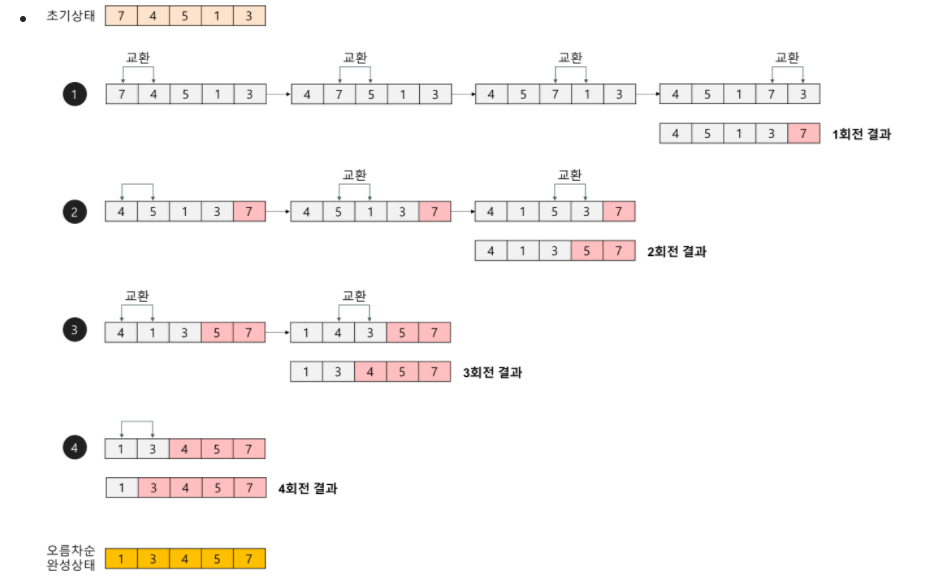 초기상태 7 4 5 1 3
교환 교환 교환 교환
1 7 4 5 1 3 4 7 5 1 3 4 5 7 1 3 4 5 1 7 3
4 5 1 3 7 1회전 결과
교환 교환
2 4 5 1 3 7 4 5 1 3 7 4 1 5 3 7
4 1 3 5 7 2회전 결과
교환 교환
3 4 1 3 5 7 1 4 3 5 7
1 3 4 5 7 3회전 결과
4 1 3 4 5 7
1 3 4 5 7 4회전 결과
오름차순
완성상태 1 3 4 5 7